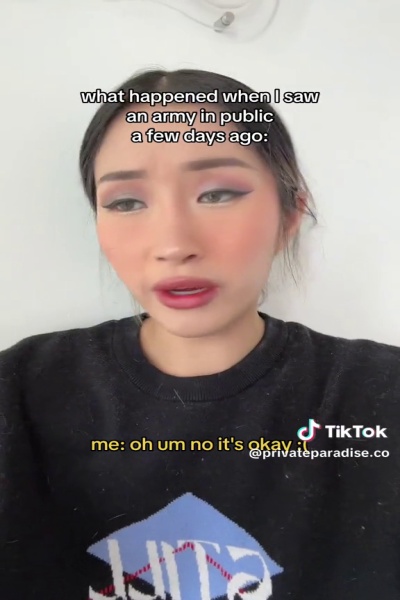 what happened when I saw
an army in public
a few days ago:
TikTok
me: oh um no it's okay :(
@privateparadise.co